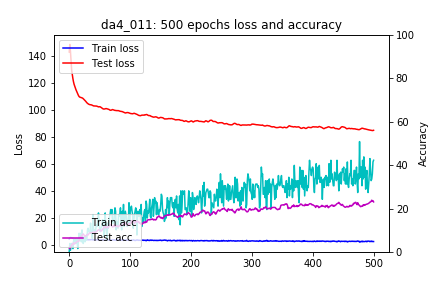 da4_011: 500 epochs loss and accuracy
Train loss
Test loss
Train acc
Test acc
Loss
Accuracy
0
20
40
60
80
100
120
140
0
20
40
60
80
100
0
100
200
300
400
500